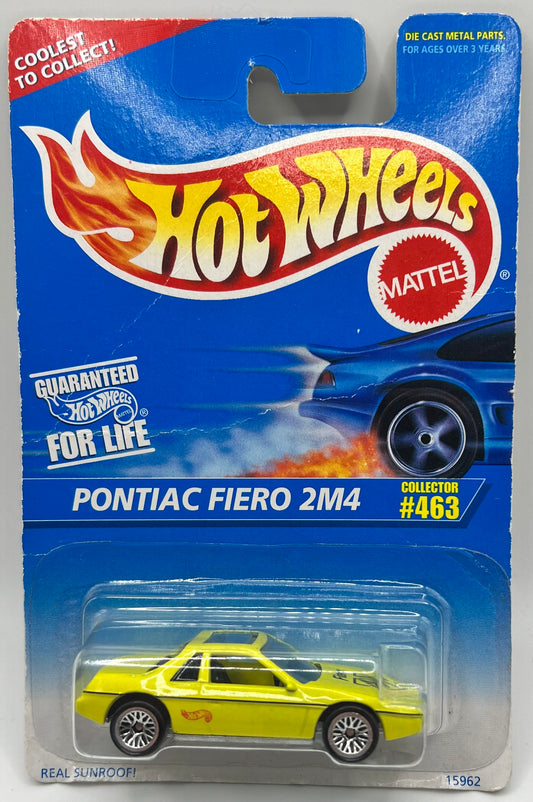 COOLEST
TO COLLECT!
DIE CAST METAL PARTS.
FOR AGES OVER 3 YEARS.
HOT WHEELS
MATTEL
®
GUARANTEED
HOT WHEELS
®
FOR LIFE
PONTIAC FIERO 2M4
COLLECTOR
#463
REAL SUNROOF!
15962